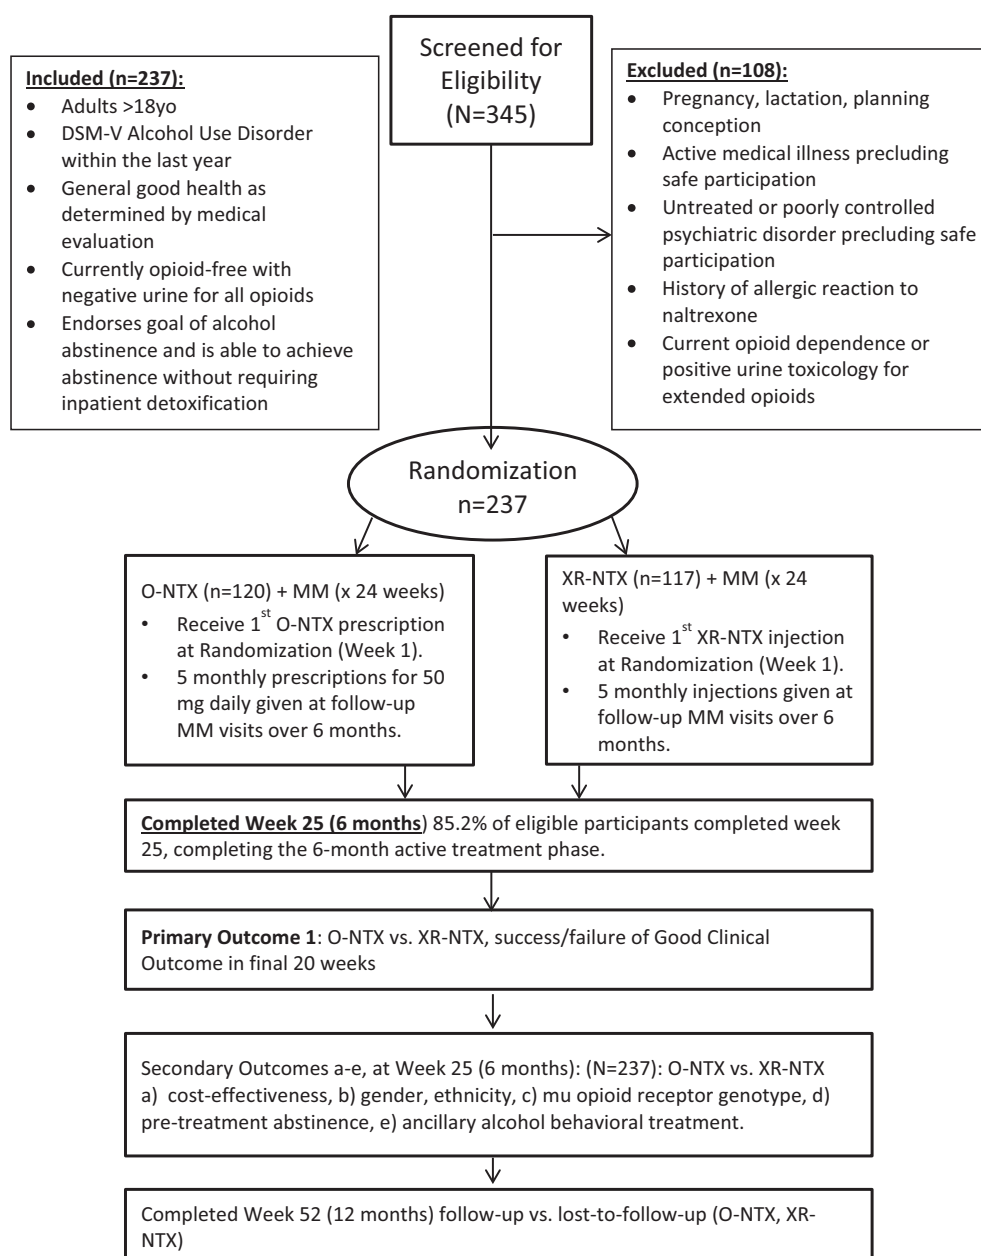 Screened for
Eligibility
(N=345)
Included (n=237):
• Adults >18yo
• DSM-V Alcohol Use Disorder
within the last year
• General good health as
determined by medical
evaluation
• Currently opioid-free with
negative urine for all opioids
• Endorses goal of alcohol
abstinence and is able to achieve
abstinence without requiring
inpatient detoxification
Excluded (n=108):
• Pregnancy, lactation, planning
conception
• Active medical illness precluding
safe participation
• Untreated or poorly controlled
psychiatric disorder precluding safe
participation
• History of allergic reaction to
naltrexone
• Current opioid dependence or
positive urine toxicology for
extended opioids
Randomization
n=237
O-NTX (n=120) + MM (x 24 weeks)
• Receive 1st O-NTX prescription
at Randomization (Week 1).
• 5 monthly prescriptions for 50
mg daily given at follow-up
MM visits over 6 months.
XR-NTX (n=117) + MM (x 24
weeks)
• Receive 1st XR-NTX injection
at Randomization (Week 1).
• 5 monthly injections given at
follow-up MM visits over 6
months.
Completed Week 25 (6 months) 85.2% of eligible participants completed week
25, completing the 6-month active treatment phase.
Primary Outcome 1: O-NTX vs. XR-NTX, success/failure of Good Clinical
Outcome in final 20 weeks
Secondary Outcomes a-e, at Week 25 (6 months): (N=237): O-NTX vs. XR-NTX
a) cost-effectiveness, b) gender, ethnicity, c) mu opioid receptor genotype, d)
pre-treatment abstinence, e) ancillary alcohol behavioral treatment.
Completed Week 52 (12 months) follow-up vs. lost-to-follow-up (O-NTX, XR-
NTX)